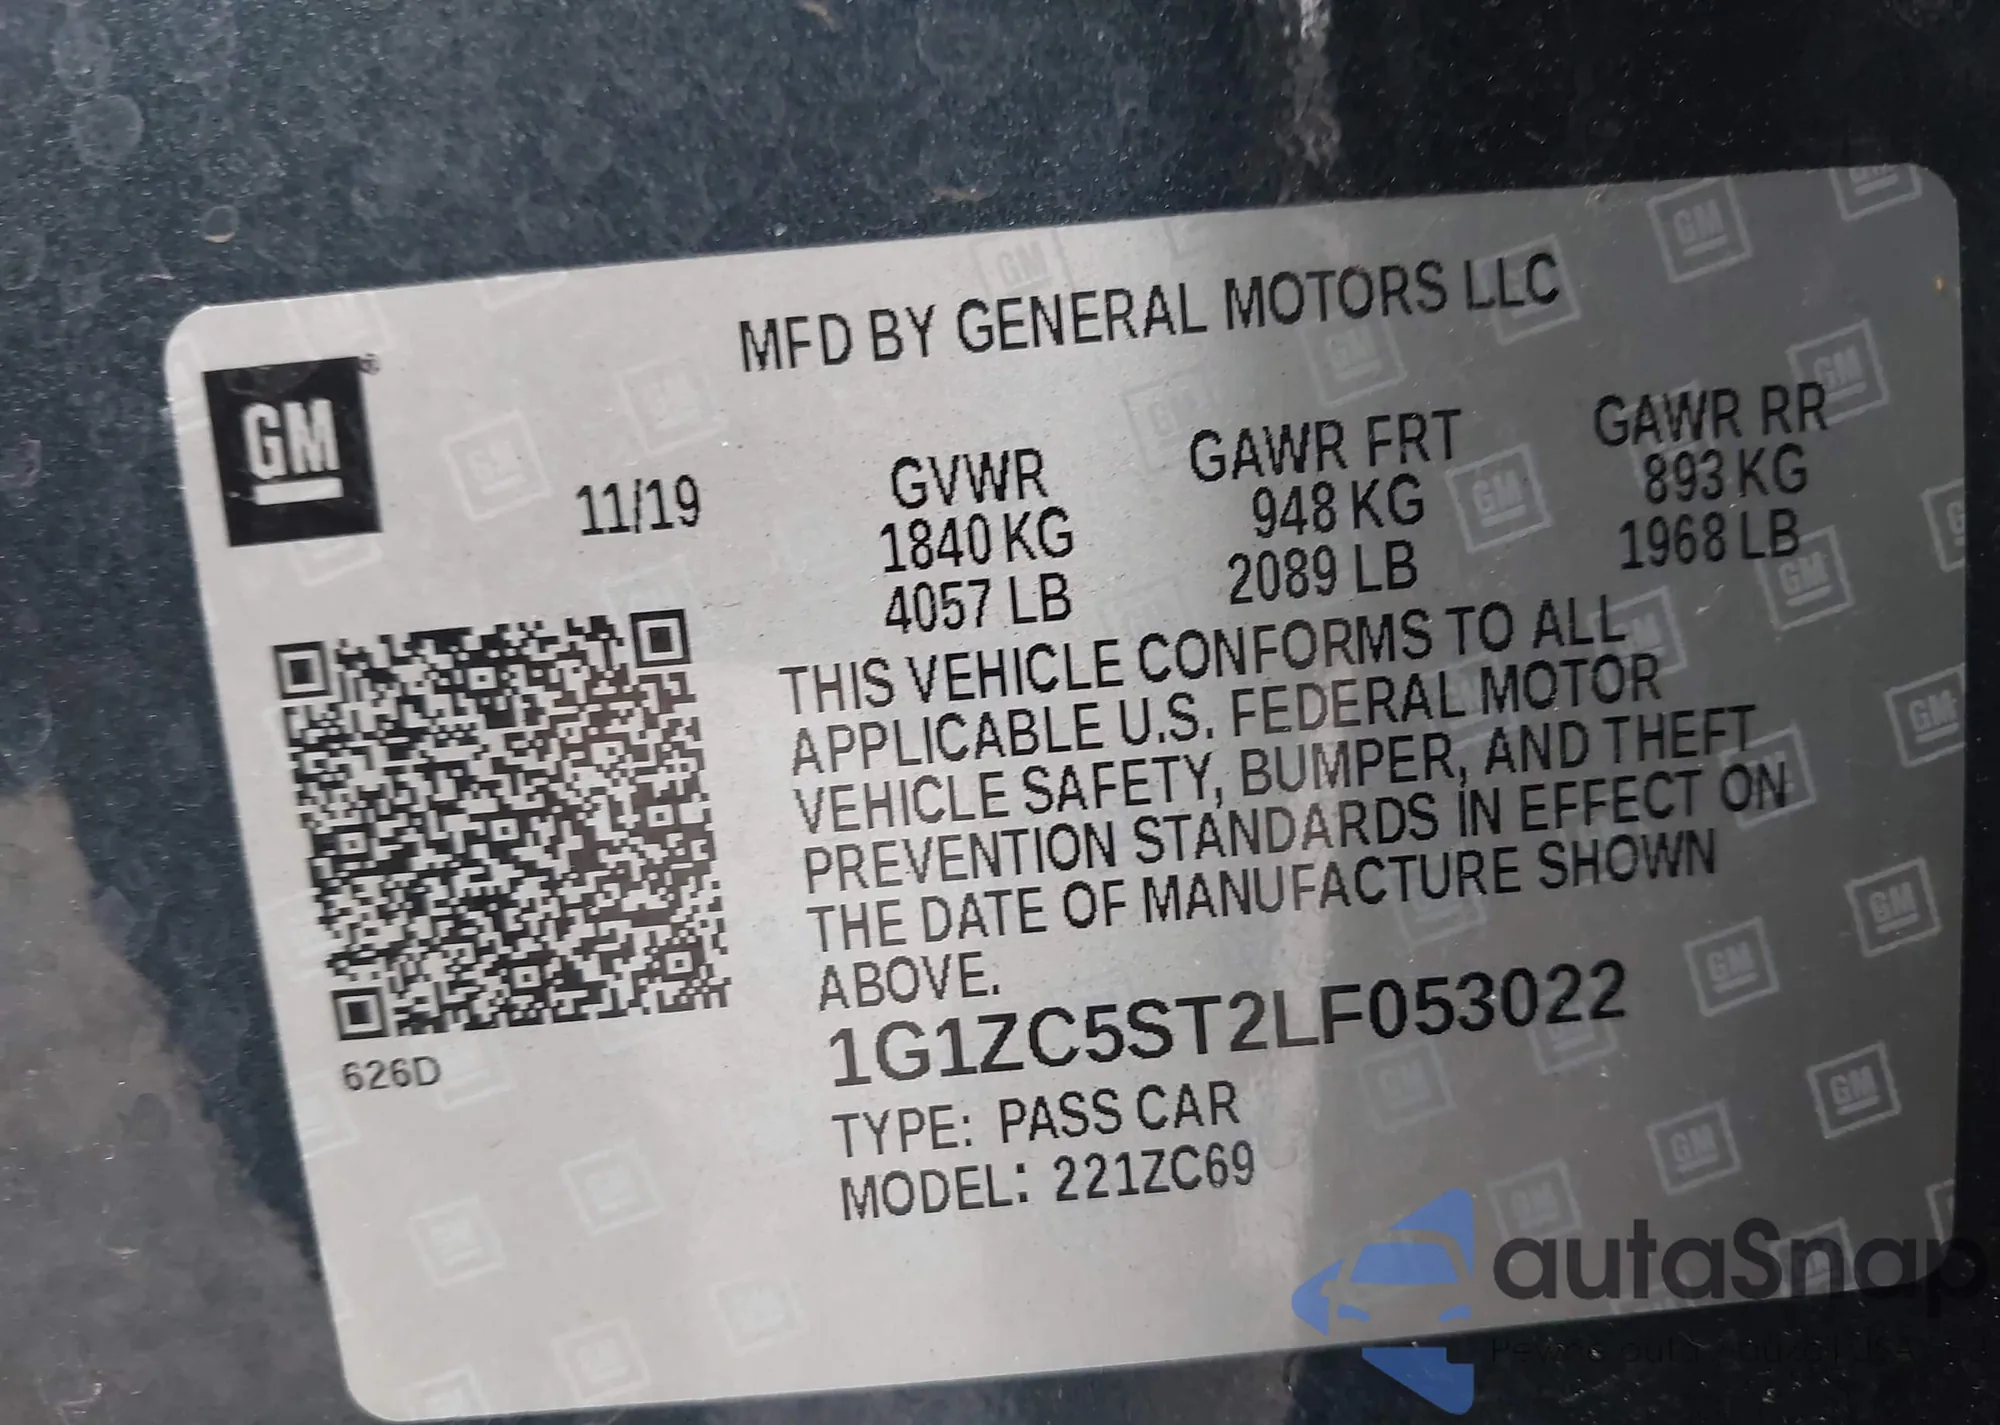 MFD BY GENERAL MOTORS LLC
GM
®
11/19
GVWR
1840 KG
4057 LB
GAWR FRT
948 KG
2089 LB
GAWR RR
893 KG
1968 LB
THIS VEHICLE CONFORMS TO ALL
APPLICABLE U.S. FEDERAL MOTOR
VEHICLE SAFETY, BUMPER, AND THEFT
PREVENTION STANDARDS IN EFFECT ON
THE DATE OF MANUFACTURE SHOWN
ABOVE.
1G1ZC5ST2LF053022
626D
TYPE: PASS CAR
MODEL: 221ZC69
autaSnap